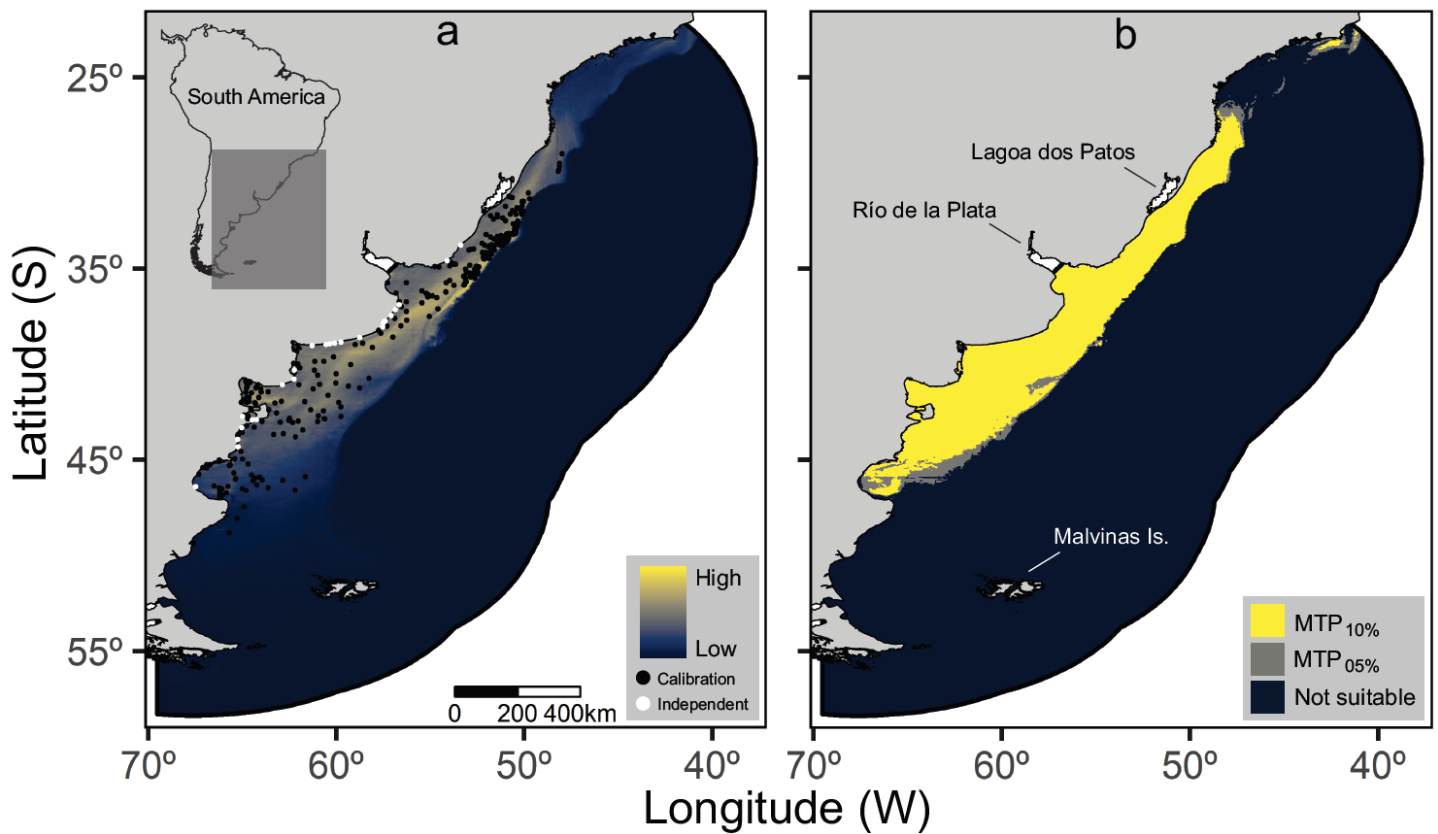 a
b
South America
Lagoa dos Patos
Río de la Plata
Malvinas Is.
25º
35º
45º
55º
Latitude (S)
High
Low
Calibration
Independent
0 200 400km
MTP10%
MTP05%
Not suitable
70º 60º 50º 40º
70º 60º 50º 40º
Longitude (W)